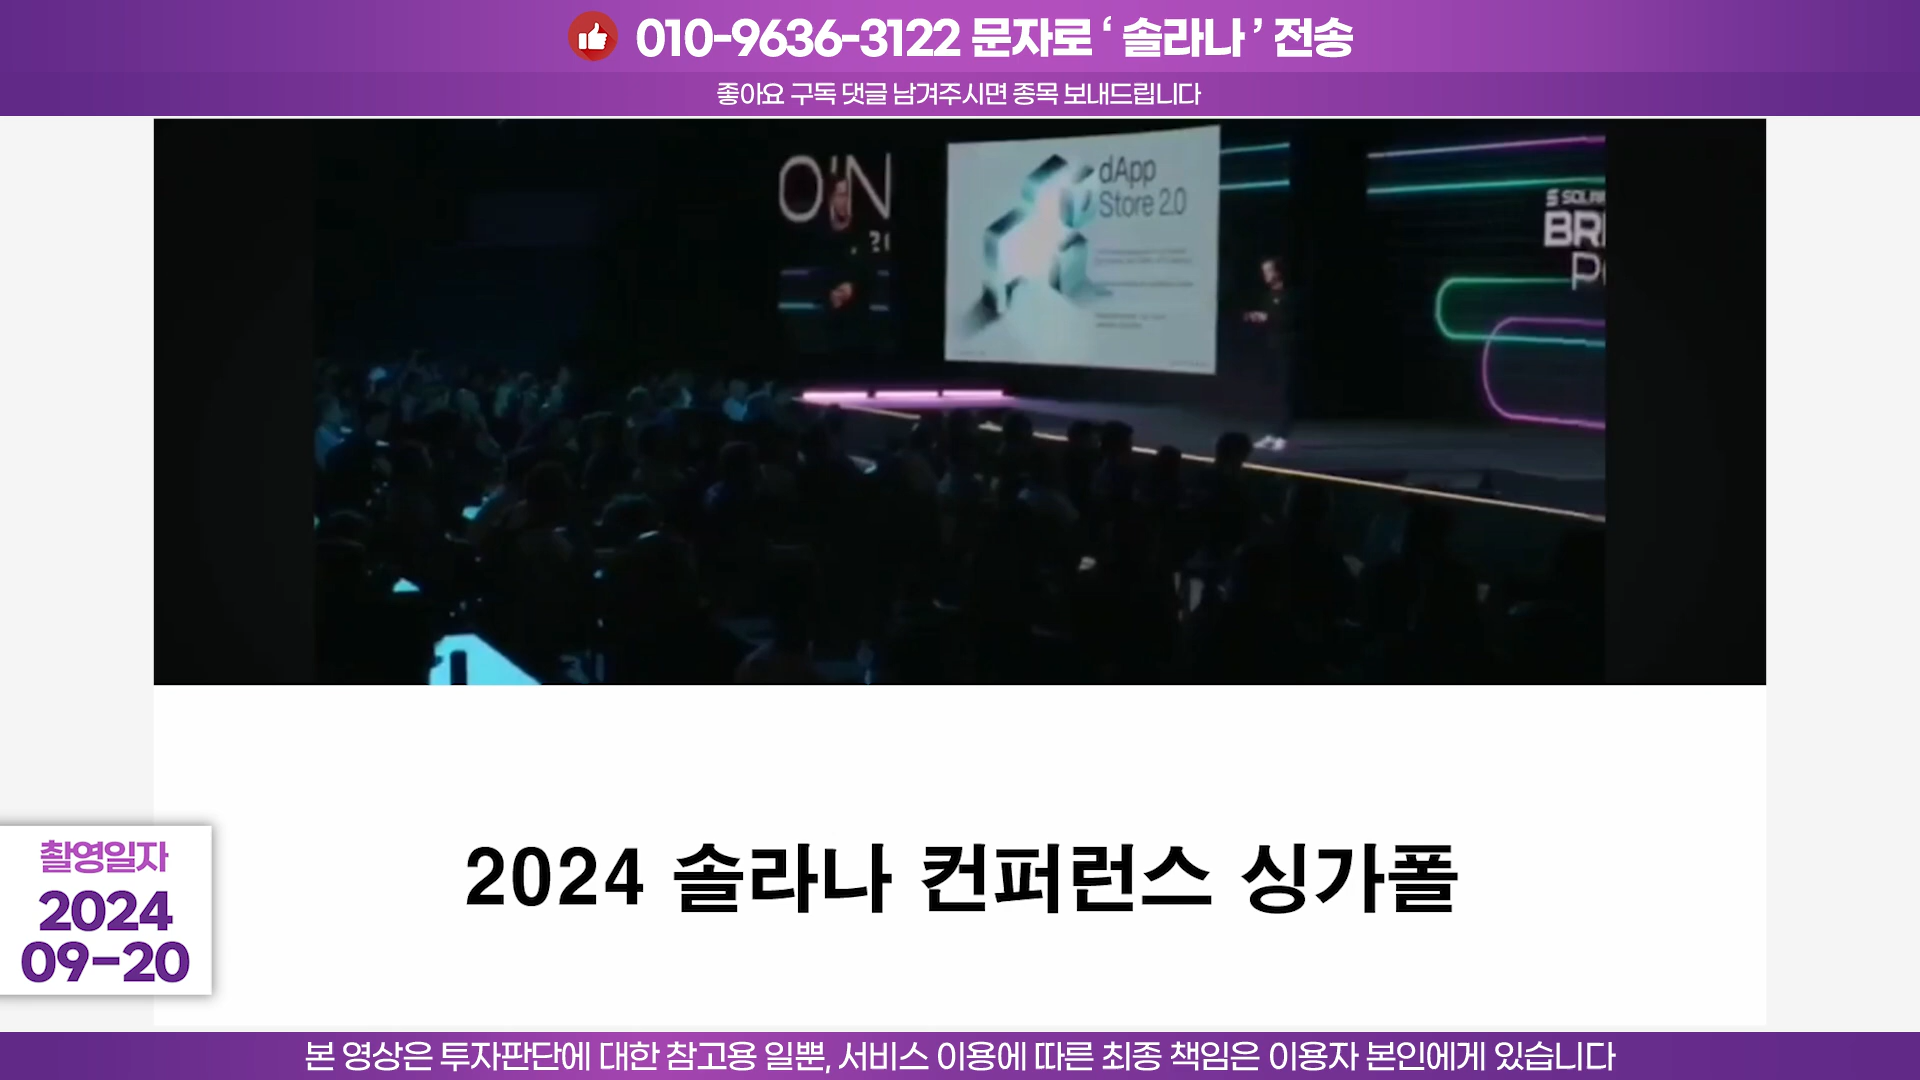 010-9636-3122 문자로 ‘ 솔라나 ’ 전송
좋아요 구독 댓글 남겨주시면 종목 보내드립니다
dApp
Store 2.0
2024 솔라나 컨퍼런스 싱가폴
촬영일자
2024
09-20
본 영상은 투자판단에 대한 참고용 일뿐, 서비스 이용에 따른 최종 책임은 이용자 본인에게 있습니다